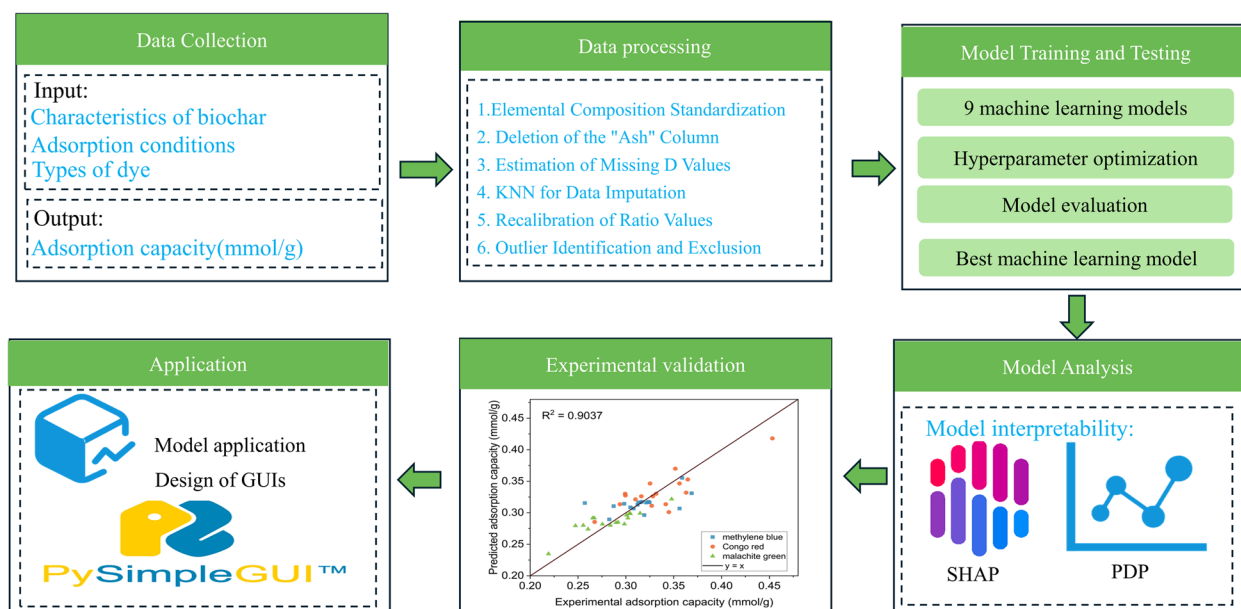 Data Collection
Input:
Characteristics of biochar
Adsorption conditions
Types of dye
Output:
Adsorption capacity(mmol/g)
Data processing
1.Elemental Composition Standardization
2. Deletion of the "Ash" Column
3. Estimation of Missing D Values
4. KNN for Data Imputation
5. Recalibration of Ratio Values
6. Outlier Identification and Exclusion
Model Training and Testing
9 machine learning models
Hyperparameter optimization
Model evaluation
Best machine learning model
Application
Model application
Design of GUIs
PySimpleGUI™
Experimental validation
Predicted adsorption capacity (mmol/g)
0.45
0.40
0.35
0.30
0.25
0.20
R² = 0.9037
methylene blue
Congo red
malachite green
y = x
0.20 0.25 0.30 0.35 0.40 0.45
Experimental adsorption capacity (mmol/g)
Model Analysis
Model interpretability:
SHAP
PDP